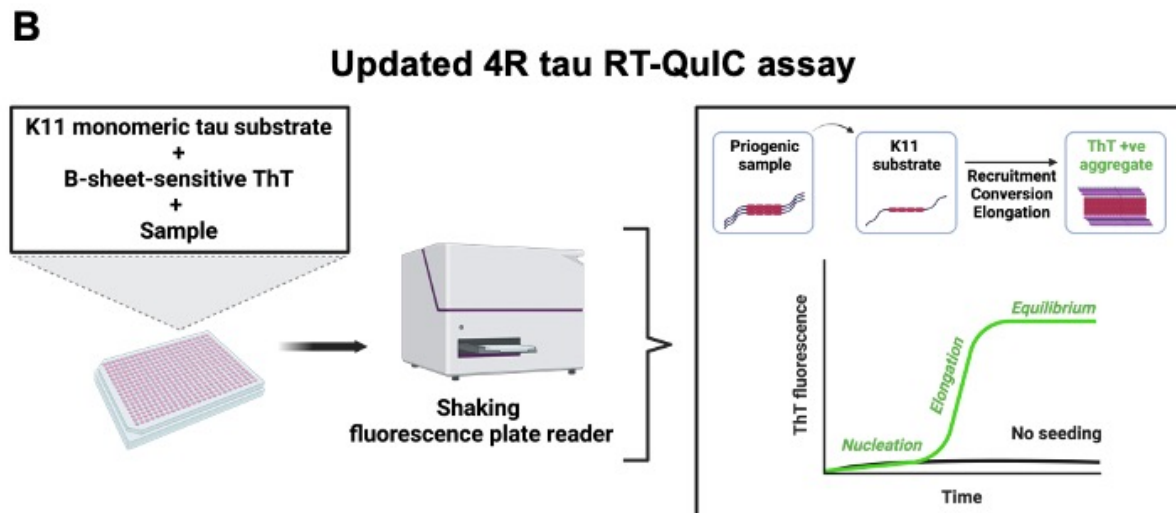 B
Updated 4R tau RT-QuIC assay
K11 monomeric tau substrate
+
B-sheet-sensitive ThT
+
Sample
Shaking
fluorescence plate reader
Priogenic
sample
K11
substrate
Recruitment
Conversion
Elongation
ThT +ve
aggregate
ThT fluorescence
Nucleation
Elongation
Equilibrium
No seeding
Time